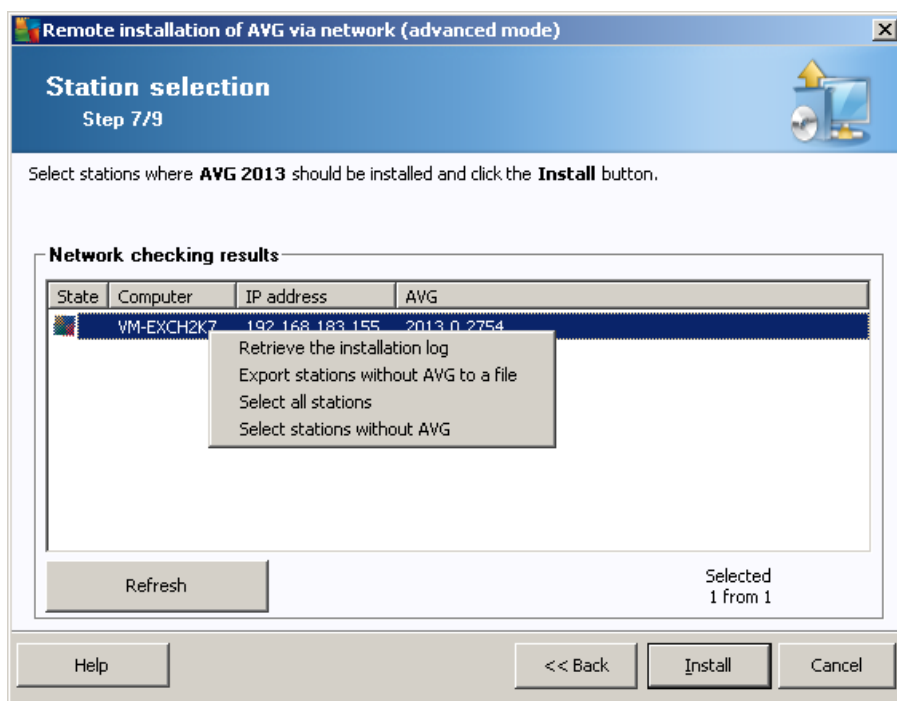 Remote installation of AVG via network (advanced mode)
Station selection
Step 7/9
Select stations where AVG 2013 should be installed and click the Install button.
Network checking results
State Computer IP address AVG
VM-EXCH2K7 192.168.183.155 2013.0.2754
Retrieve the installation log
Export stations without AVG to a file
Select all stations
Select stations without AVG
Refresh
Selected
1 from 1
Help << Back Install Cancel